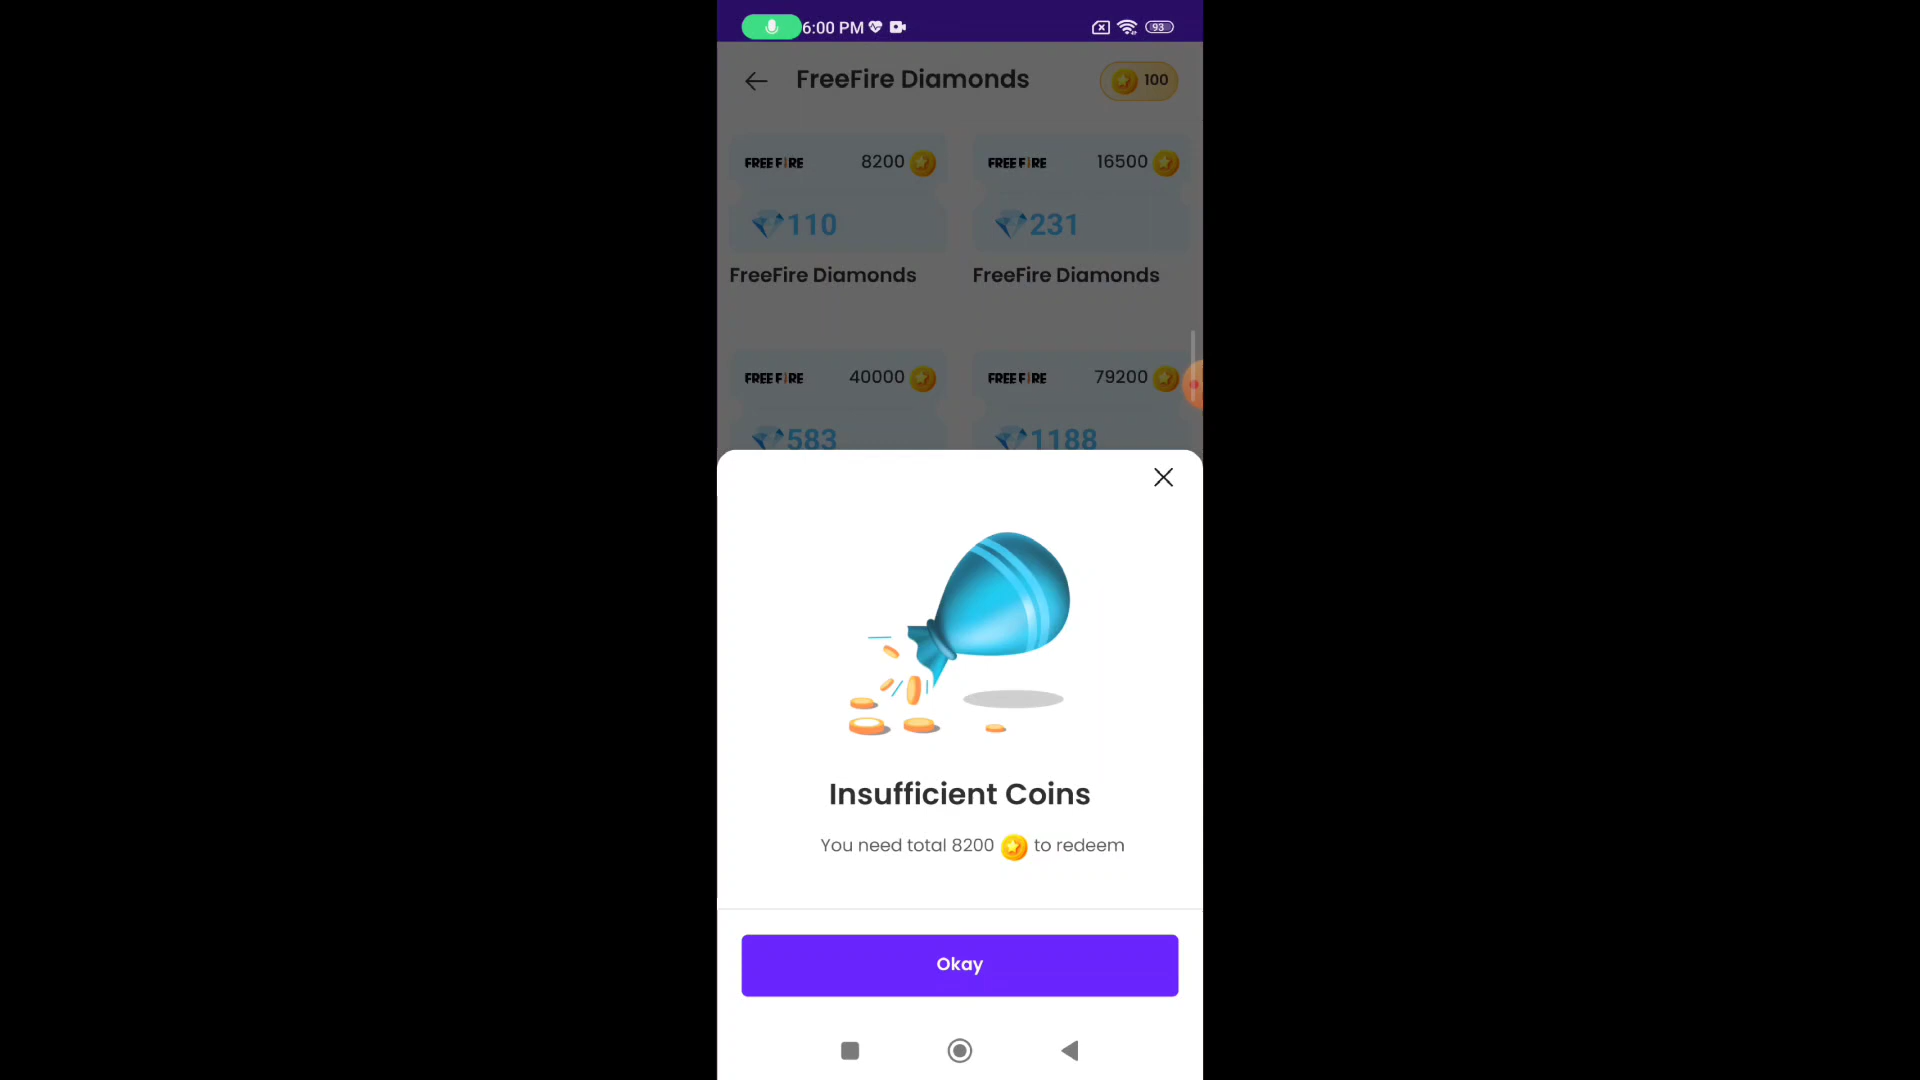 6:00 PM 93
FreeFire Diamonds 100
FREE FIRE 8200 FREE FIRE 16500
110 231
FreeFire Diamonds FreeFire Diamonds
FREE FIRE 40000 FREE FIRE 79200
583 1188
Insufficient Coins
You need total 8200 to redeem
Okay